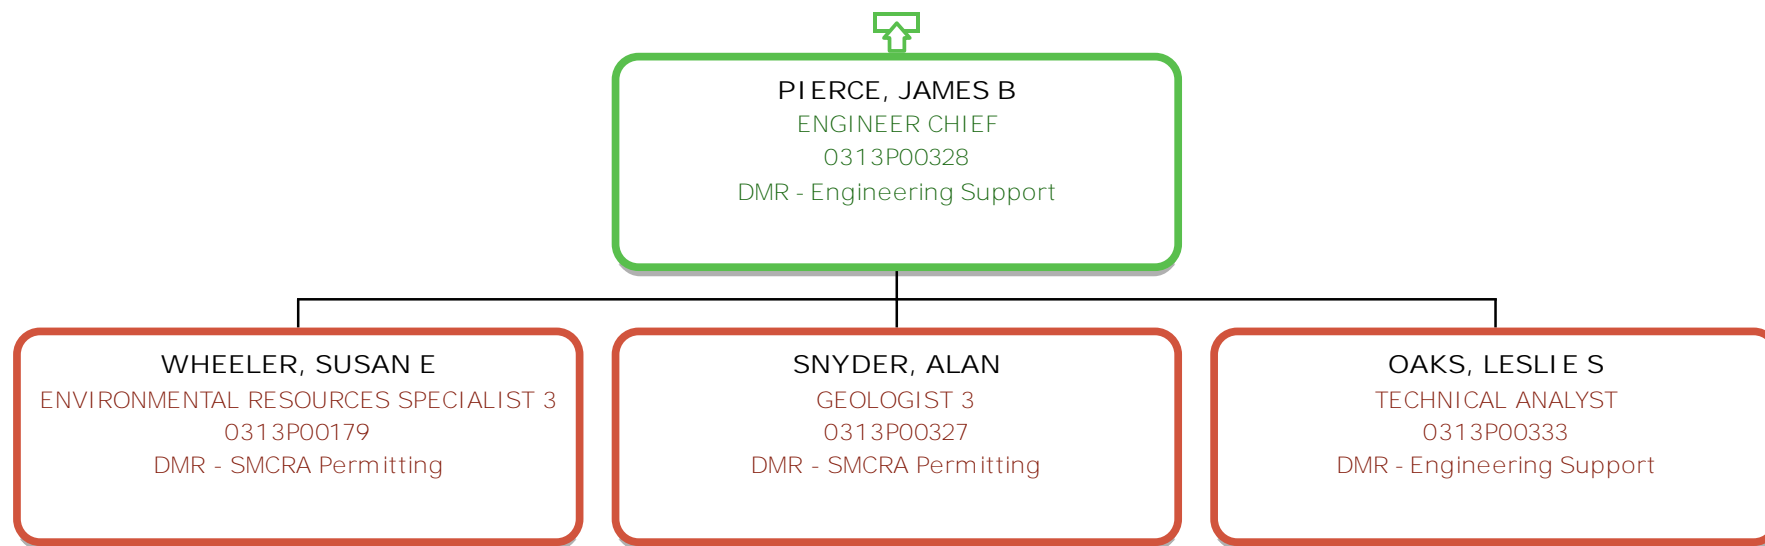 PIERCE, JAMES B
ENGINEER CHIEF
0313P00328
DMR - Engineering Support
WHEELER, SUSAN E
ENVIRONMENTAL RESOURCES SPECIALIST 3
0313P00179
DMR - SMCRA Permitting
SNYDER, ALAN
GEOLOGIST 3
0313P00327
DMR - SMCRA Permitting
OAKS, LESLIE S
TECHNICAL ANALYST
0313P00333
DMR - Engineering Support